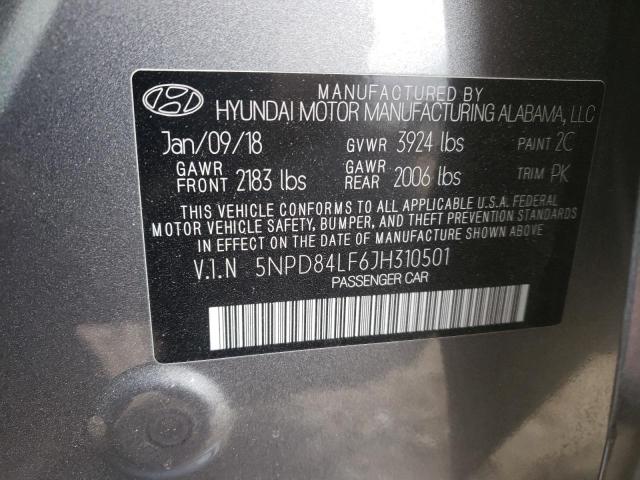 MANUFACTURED BY
HYUNDAI MOTOR MANUFACTURING ALABAMA, LLC
Jan/09/18 GVWR 3924 lbs PAINT 2C
GAWR FRONT 2183 lbs GAWR REAR 2006 lbs TRIM PK
THIS VEHICLE CONFORMS TO ALL APPLICABLE U.S.A. FEDERAL
MOTOR VEHICLE SAFETY, BUMPER, AND THEFT PREVENTION STANDARDS
IN EFFECT ON THE DATE OF MANUFACTURE SHOWN ABOVE.
V.I.N 5NPD84LF6JH310501
PASSENGER CAR